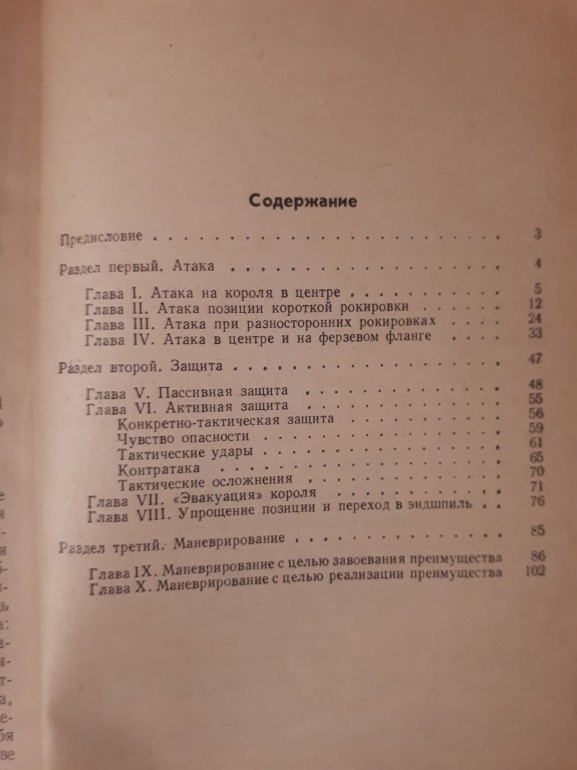 Содержание
Предисловие . . . . . . . . . . . . . . . . . . . 3
Раздел первый. Атака . . . . . . . . . . . . . . . 4
Глава I. Атака на короля в центре . . . . . . . . . 5
Глава II. Атака позиции короткой рокировки . . . . . 12
Глава III. Атака при разносторонних рокировках . . . . 24
Глава IV. Атака в центре и на ферзевом фланге . . . . 33
Раздел второй. Защита . . . . . . . . . . . . . . . 47
Глава V. Пассивная защита . . . . . . . . . . . . 48
Глава VI. Активная защита . . . . . . . . . . . . 55
Конкретно-тактическая защита . . . . . . . . . . 56
Чувство опасности . . . . . . . . . . . . . . 59
Тактические удары . . . . . . . . . . . . . . 61
Контратака . . . . . . . . . . . . . . . . 65
Тактические осложнения . . . . . . . . . . . . 70
Глава VII. «Эвакуация» короля . . . . . . . . . . 71
Глава VIII. Упрощение позиции и переход в эндшпиль . . 76
Раздел третий. Маневрирование . . . . . . . . . . . 85
Глава IX. Маневрирование с целью завоевания преимущества 86
Глава X. Маневрирование с целью реализации преимущества 102